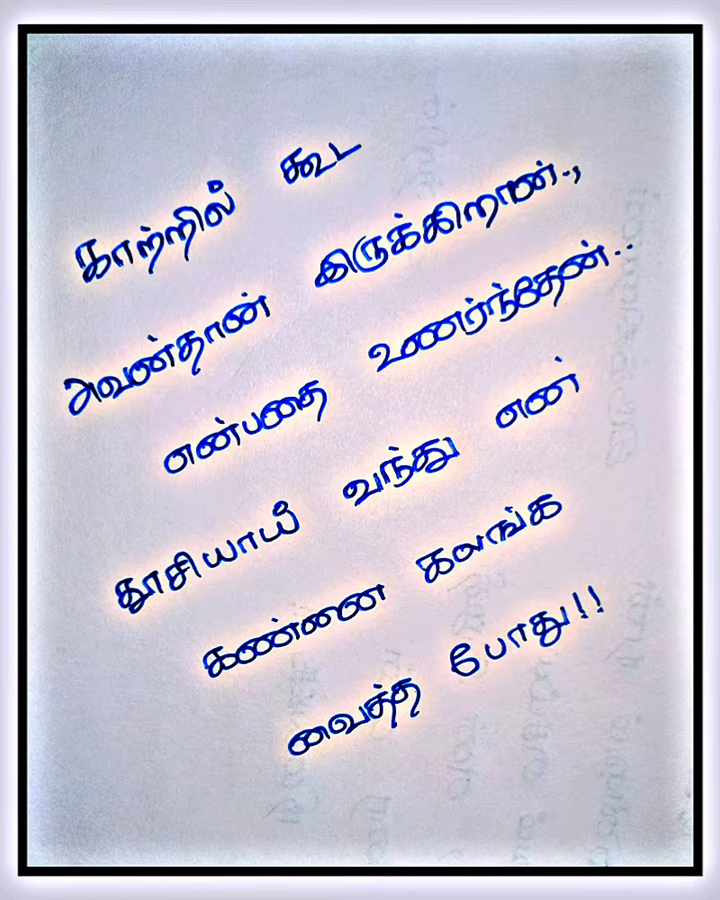 காற்றில் கூட
அவன்தான் இருக்கிறான்.,
என்பதை உணர்ந்தேன்..
தூசியாய் வந்து என்
கண்ணை கலங்க
வைத்த போது!!